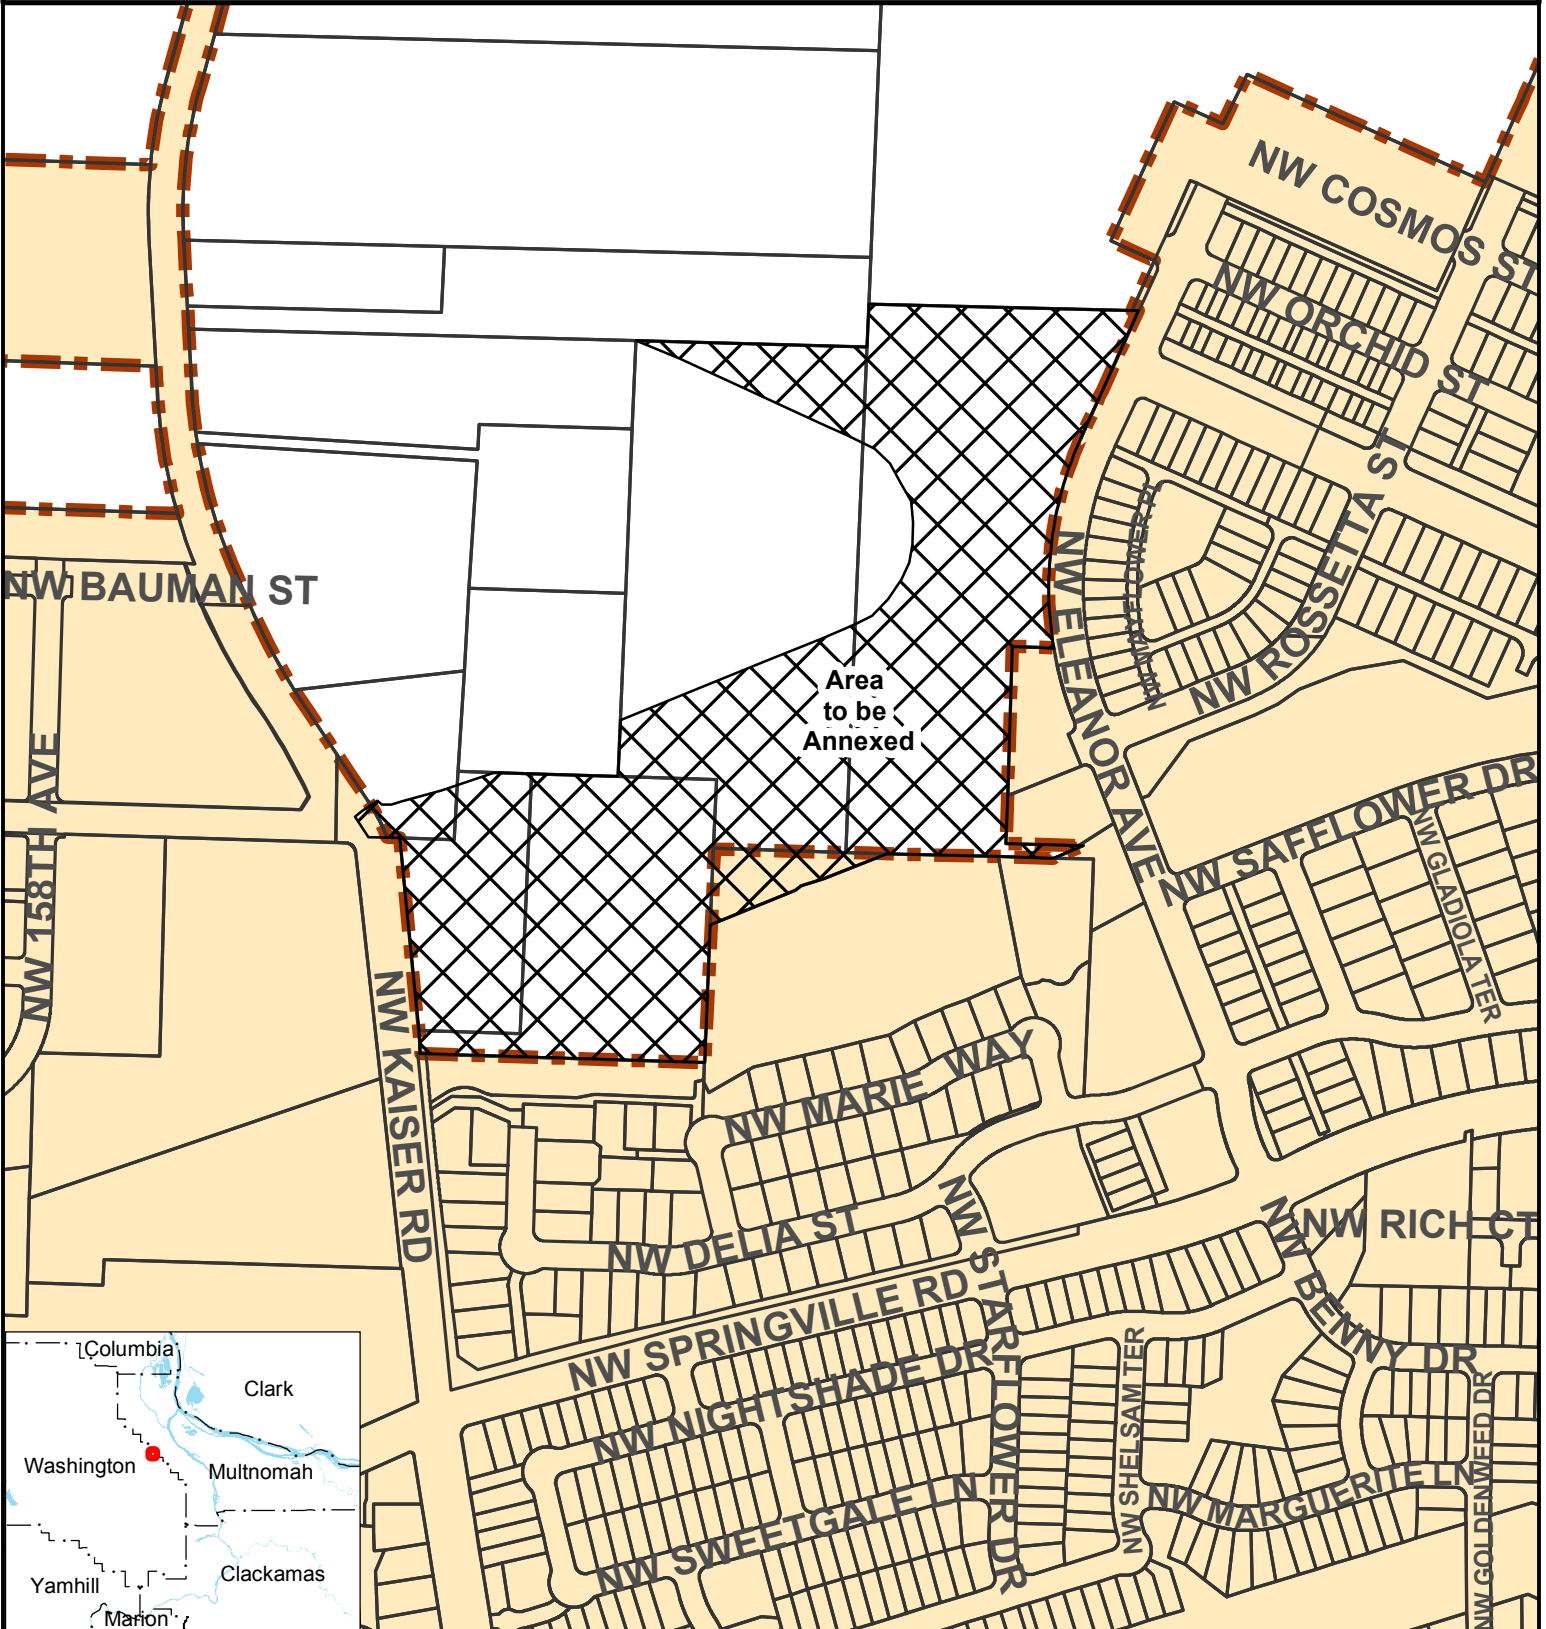 NW COSMOS ST
NW ORCHID ST
NW ROSSETTA ST
NW MAYFLOWER PL
NW BAUMAN ST
NW ELEANOR AVE
Area
to be
Annexed
NW 158TH AVE
NW SAFFLOWER DR
NW GLADIOLA TER
NW KAISER RD
NW MARIE WAY
NW DELIA ST
NW STARFLOWER DR
NW RICH CT
NW BENNY DR
NW SPRINGVILLE RD
NW NIGHTSHADE DR
NW SHELSAM TER
NW GOLDENWEED DR
NW MARGUERITE LN
NW SWEETGALE LN
Columbia
Clark
Washington
Multnomah
Yamhill
Clackamas
Marion